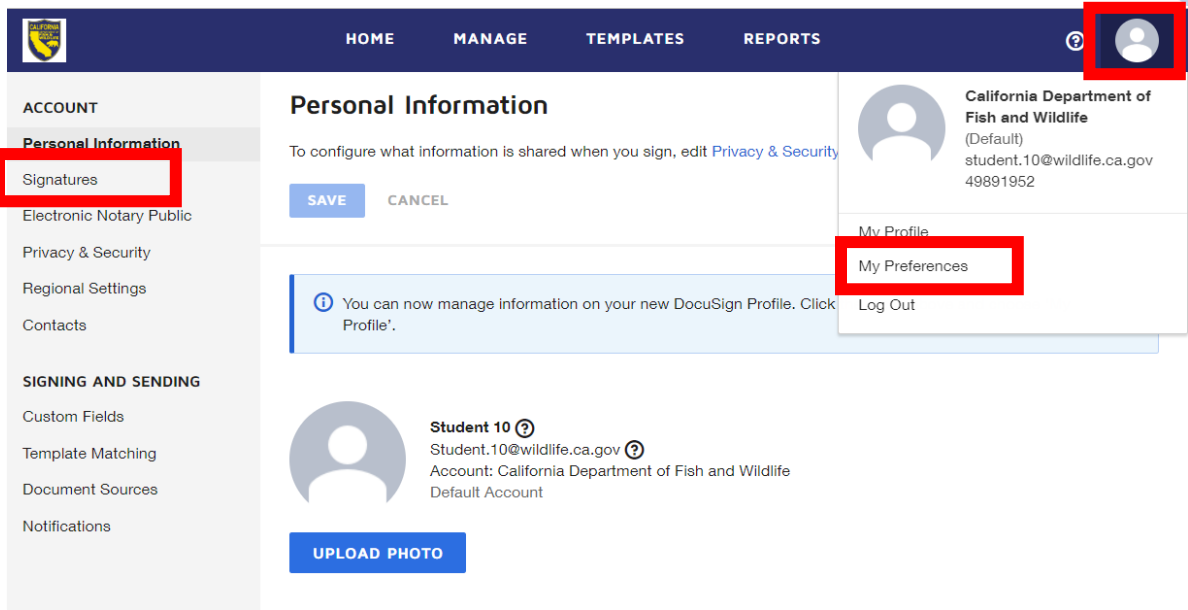 CALIFORNIA
HOME MANAGE TEMPLATES REPORTS
ACCOUNT
Personal Information
Signatures
Electronic Notary Public
Privacy & Security
Regional Settings
Contacts
SIGNING AND SENDING
Custom Fields
Template Matching
Document Sources
Notifications
Personal Information
To configure what information is shared when you sign, edit Privacy & Security
SAVE CANCEL
You can now manage information on your new DocuSign Profile. Click
Profile’.
Student 10 ?
Student.10@wildlife.ca.gov ?
Account: California Department of Fish and Wildlife
Default Account
UPLOAD PHOTO
?
California Department of
Fish and Wildlife
(Default)
student.10@wildlife.ca.gov
49891952
My Profile
My Preferences
Log Out